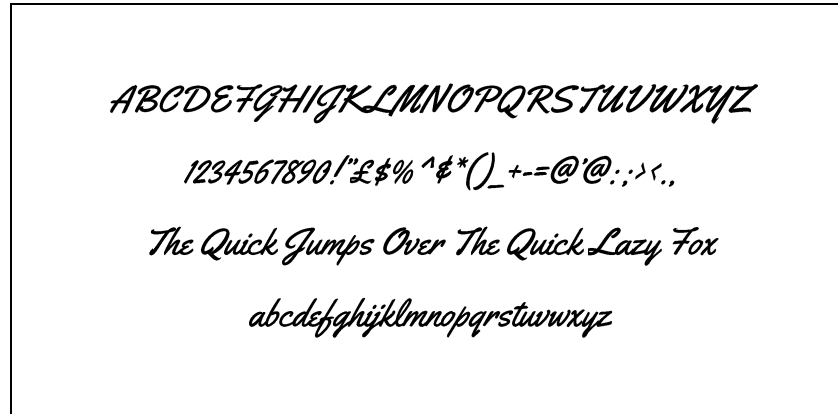 ABCDEFGHIJKLMNOPQRSTUVWXYZ
1234567890!"£$%^&*()_+-=@'@:;><.,
The Quick Jumps Over The Quick Lazy Fox
abcdefghijklmnopqrstuvwxyz